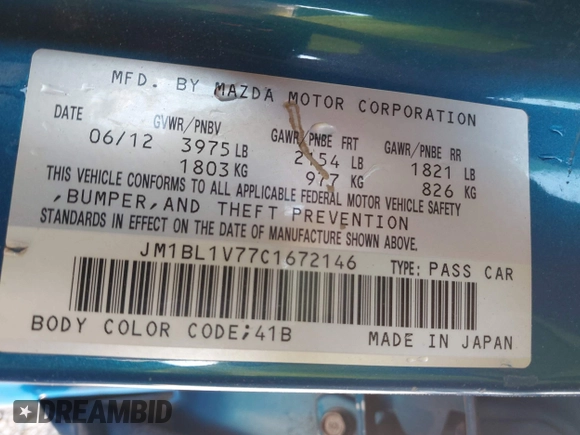 MFD. BY MAZDA MOTOR CORPORATION
DATE GVWR/PNBV GAWR/PNBE FRT GAWR/PNBE RR
06/12 3975 LB 2154 LB 1821 LB
1803 KG 977 KG 826 KG
THIS VEHICLE CONFORMS TO ALL APPLICABLE FEDERAL MOTOR VEHICLE SAFETY
,BUMPER,AND THEFT PREVENTION
STANDARDS IN EFFECT ON THE DATE OF MANUFACTURE SHOWN ABOVE.
JM1BL1V77C1672146 TYPE: PASS CAR
BODY COLOR CODE;41B MADE IN JAPAN
DREAMBID